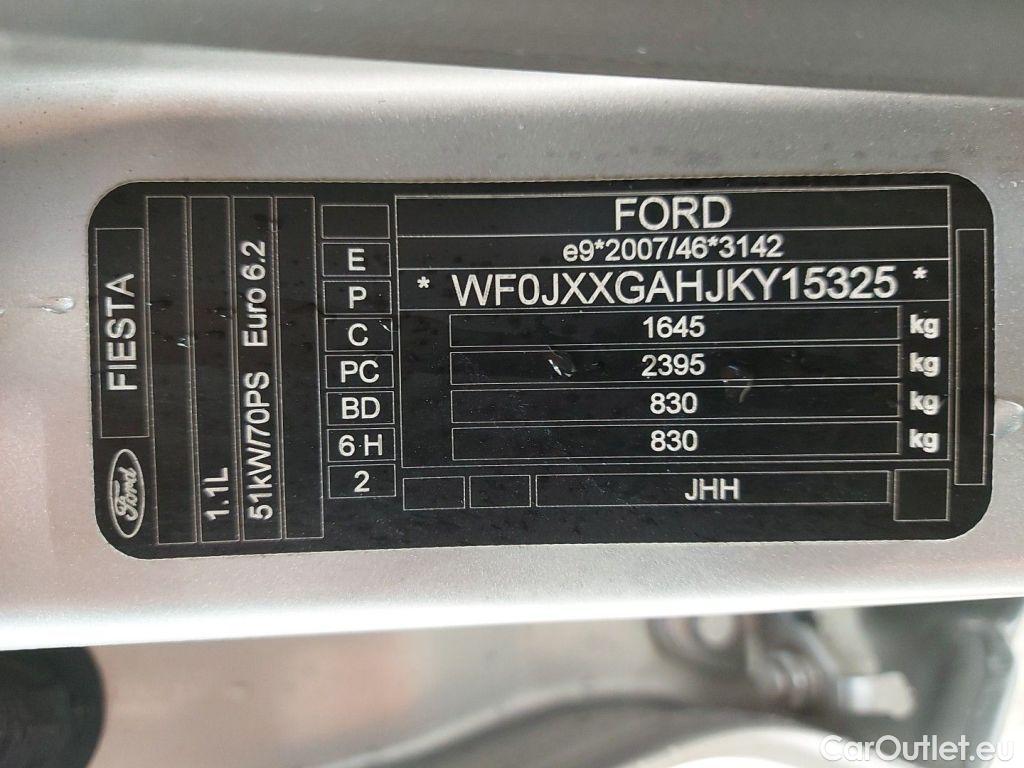 FORD
e9*2007/46*3142
* WF0JXXGAHJKY15325 *
1645 kg
2395 kg
830 kg
830 kg
JHH
E
P
C
PC
BD
6 H
2
FIESTA
Ford
1.1L
51kW/70PS Euro 6.2
CarOutlet.eu